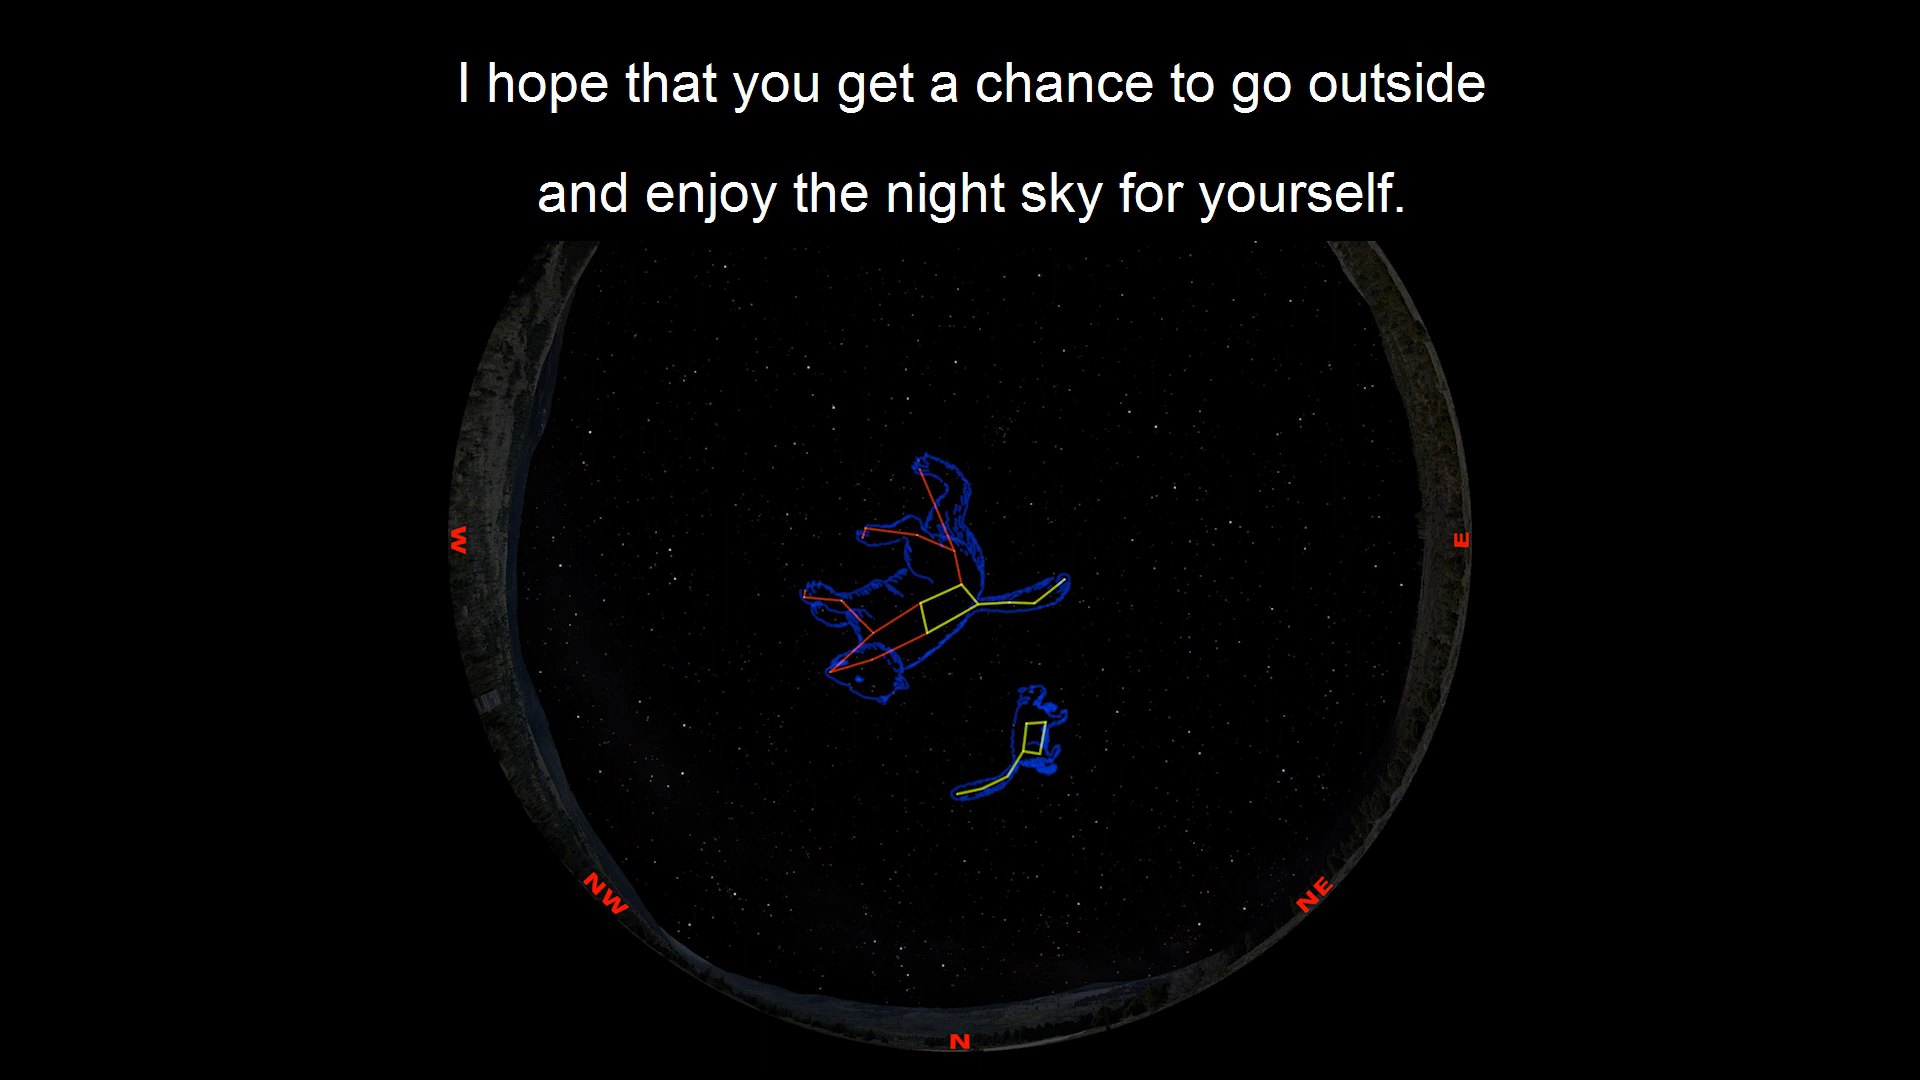 I hope that you get a chance to go outside
and enjoy the night sky for yourself.
W
E
NW
NE
N